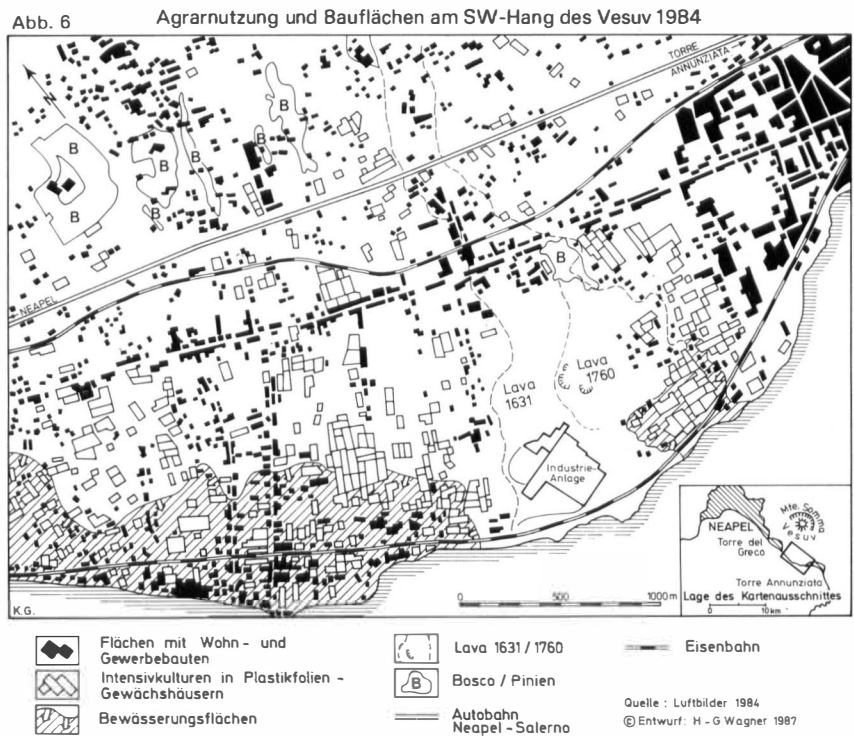 Abb. 6
Agrarnutzung und Bauflächen am SW-Hang des Vesuv 1984
TORRE
ANNUNZIATA
N
B
B
B
B
B
B
B
NEAPEL
B
Lava
1631
Lava
1760
Industrie-
Anlage
K.G.
0 500 1000 m
Mte. Somma
Vesuv
NEAPEL
Torre del
Greco
Torre Annunziata
Lage des Kartenausschnittes
0 10 km
Flächen mit Wohn- und
Gewerbebauten
Intensivkulturen in Plastikfolien -
Gewächshäusern
Bewässerungsflächen
Lava 1631 / 1760
B
Bosco / Pinien
Autobahn
Neapel - Salerno
Eisenbahn
Quelle : Luftbilder 1984
© Entwurf: H - G Wagner 1987